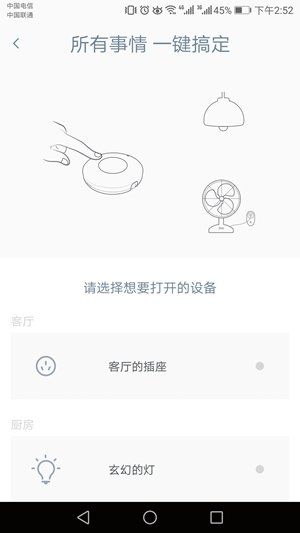 中国电信
中国联通
45% 下午2:52
所有事情 一键搞定
请选择想要打开的设备
客厅
客厅的插座
厨房
玄幻的灯